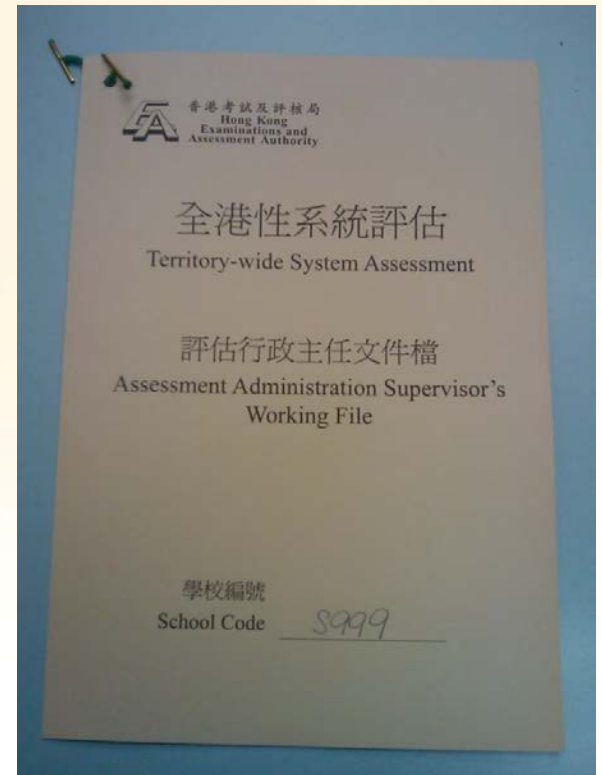 香港考試及評核局
Hong Kong
Examinations and
Assessment Authority
全港性系統評估
Territory-wide System Assessment
評估行政主任文件檔
Assessment Administration Supervisor's
Working File
學校編號
School Code S999